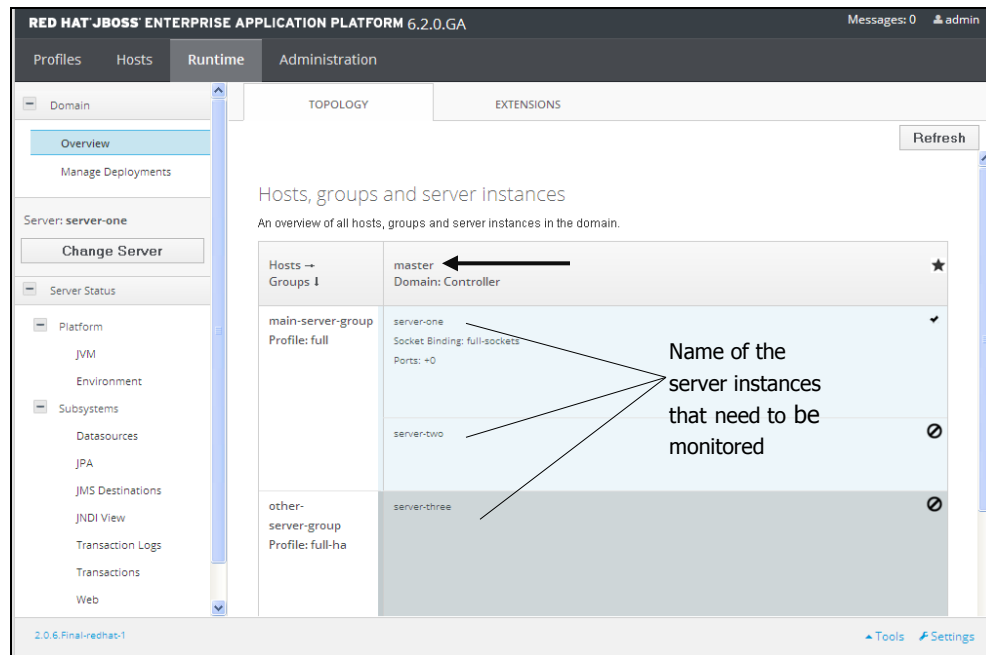 RED HAT JBOSS ENTERPRISE APPLICATION PLATFORM 6.2.0.GA
Messages: 0 admin
Profiles Hosts Runtime Administration
Domain
Overview
Manage Deployments
Server: server-one
Change Server
Server Status
Platform
JVM
Environment
Subsystems
Datasources
JPA
JMS Destinations
JNDI View
Transaction Logs
Transactions
Web
TOPOLOGY EXTENSIONS
Refresh
Hosts, groups and server instances
An overview of all hosts, groups and server instances in the domain.
Hosts →
Groups ↓
master
Domain: Controller
main-server-group
Profile: full
server-one
Socket Binding: full-sockets
Ports: +0
server-two
Name of the
server instances
that need to be
monitored
other-
server-group
Profile: full-ha
server-three
2.0.6.Final-redhat-1
Tools Settings